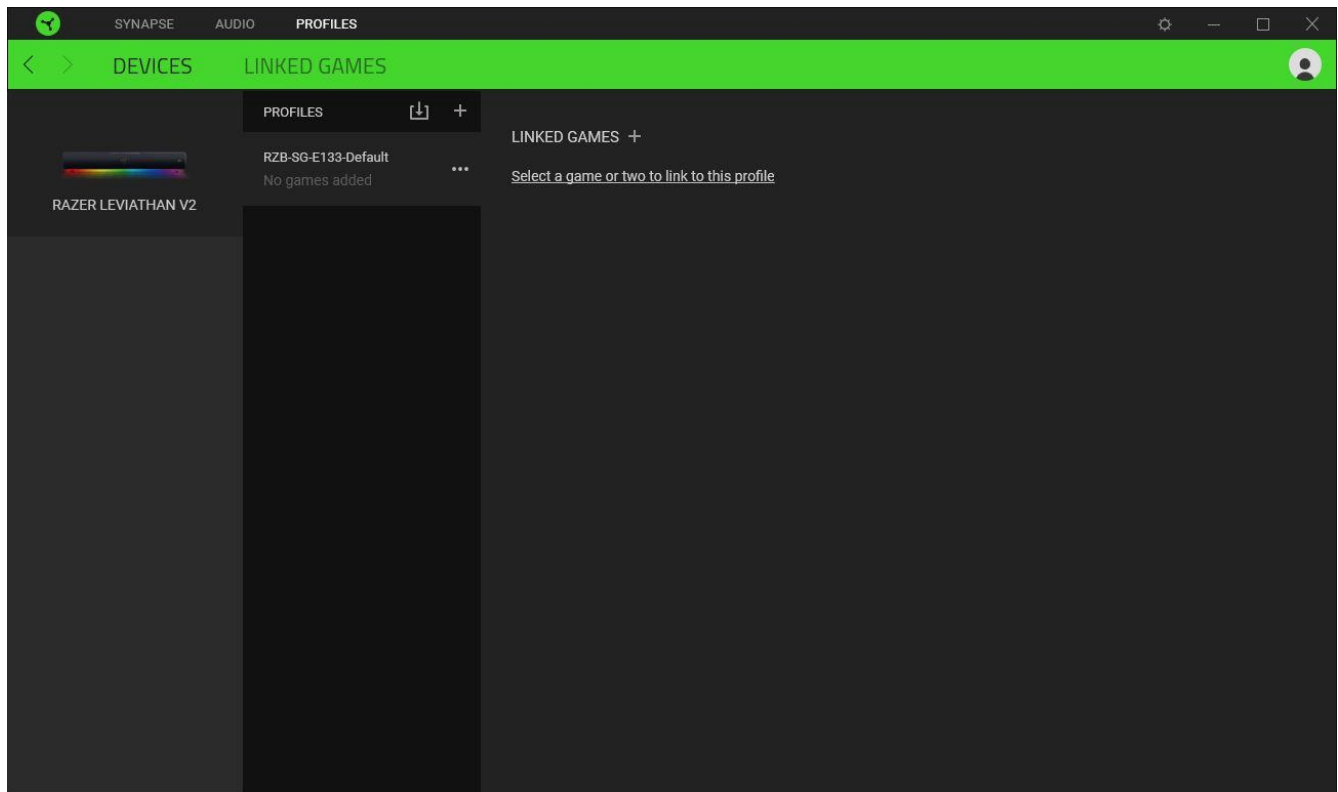 SYNAPSE AUDIO PROFILES
DEVICES LINKED GAMES
RAZER LEVIATHAN V2
PROFILES
RZB-SG-E133-Default
No games added
LINKED GAMES
Select a game or two to link to this profile